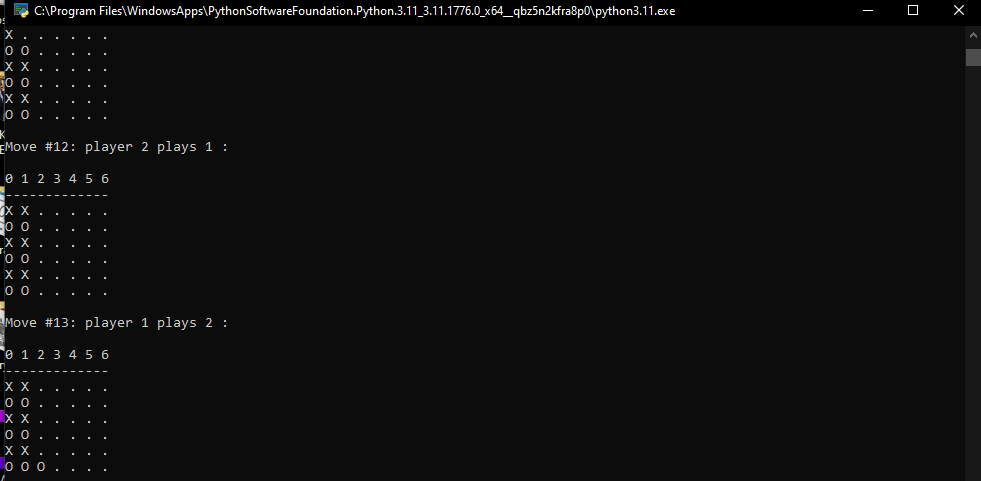 C:\Program Files\WindowsApps\PythonSoftwareFoundation.Python.3.11_3.11.1776.0_x64__qbz5n2kfra8p0\python3.11.exe
X . . . . . .
O O . . . . .
X X . . . . .
O O . . . . .
X X . . . . .
O O . . . . .
Move #12: player 2 plays 1 :
0 1 2 3 4 5 6
-------------
X X . . . . .
O O . . . . .
X X . . . . .
O O . . . . .
X X . . . . .
O O . . . . .
Move #13: player 1 plays 2 :
0 1 2 3 4 5 6
-------------
X X . . . . .
O O . . . . .
X X . . . . .
O O . . . . .
X X . . . . .
O O O . . . .